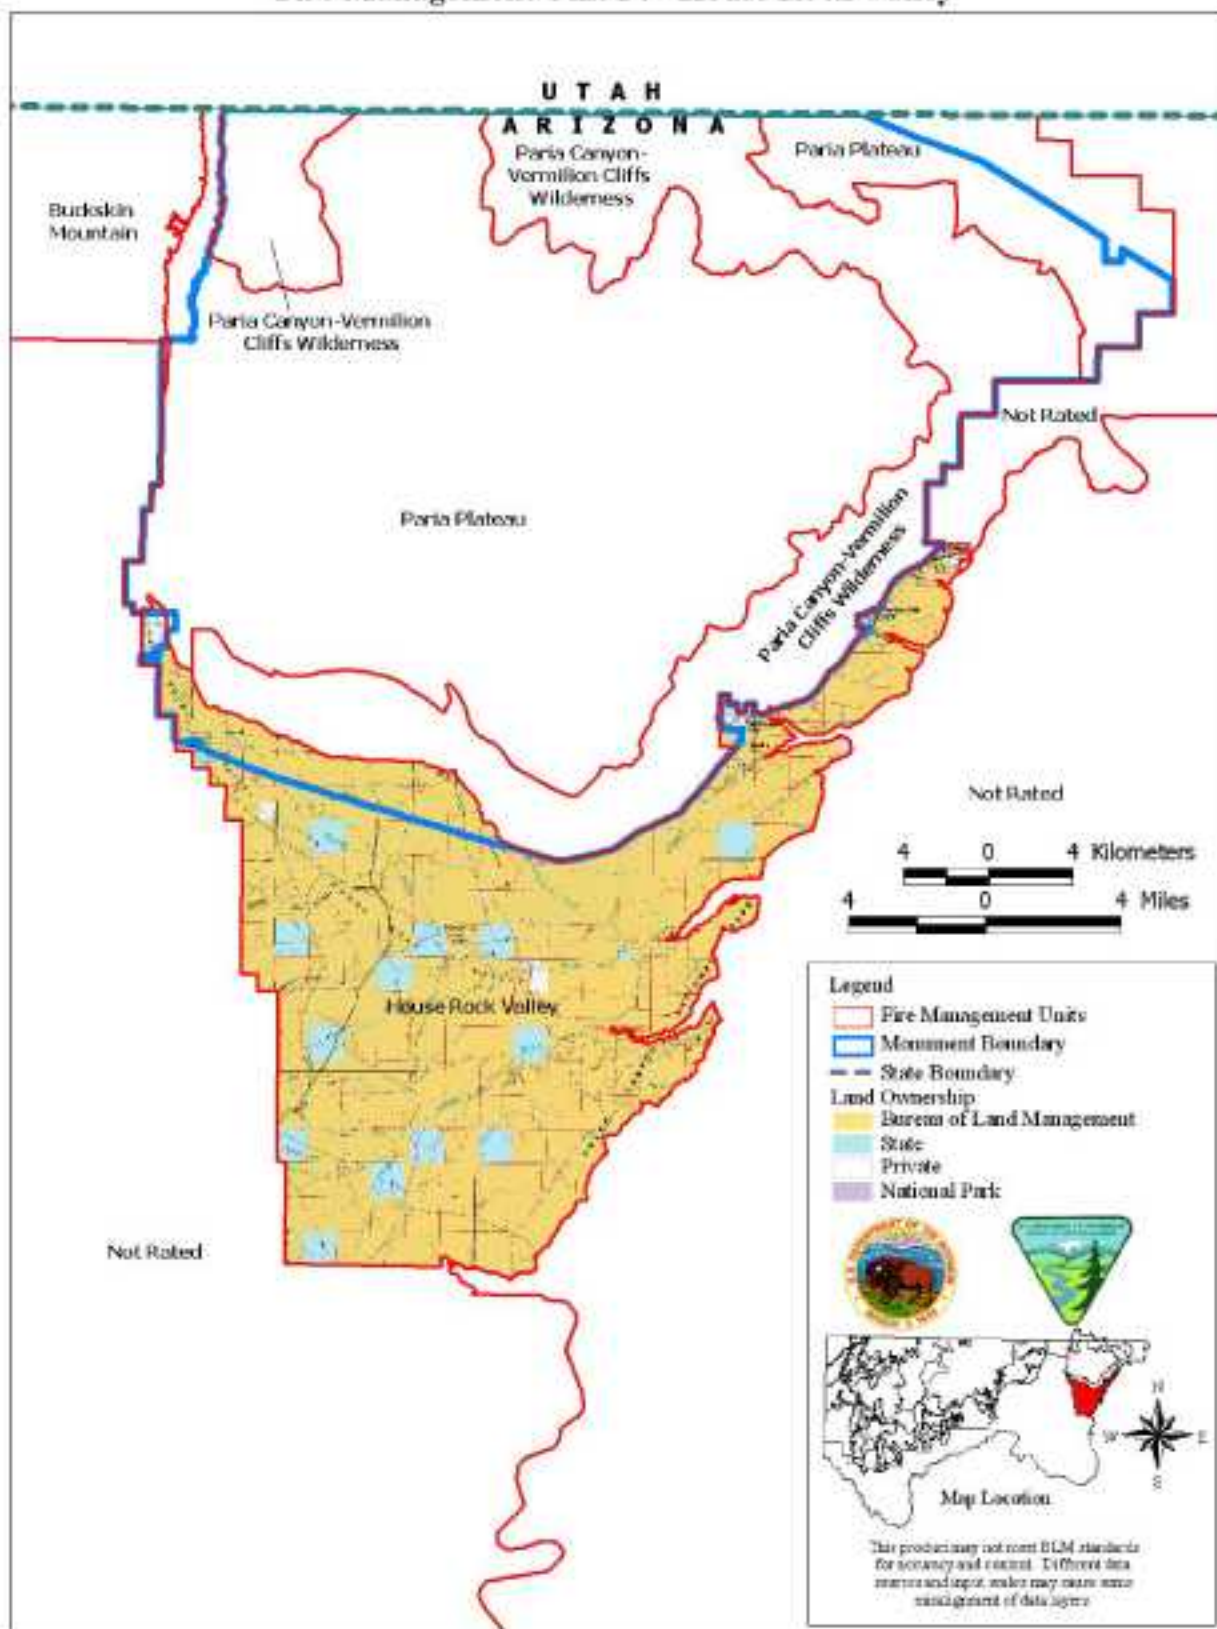 UTAH
ARIZONA
Paria Canyon-
Vermilion Cliffs
Wilderness
Paria Plateau
Buckskin
Mountain
Paria Canyon-Vermillion
Cliffs Wilderness
Not Rated
Paria Plateau
Paria Canyon-Vermillion
Cliffs Wilderness
Not Rated
4 0 4 Kilometers
4 0 4 Miles
House Rock Valley
Not Rated
Legend
Fire Management Units
Monument Boundary
State Boundary
Land Ownership
Bureau of Land Management
State
Private
National Park
N
W E
S
Map Location
This product may not meet BLM standards
for accuracy and content. Different data
sources and input scales may cause some
misalignment of data layers